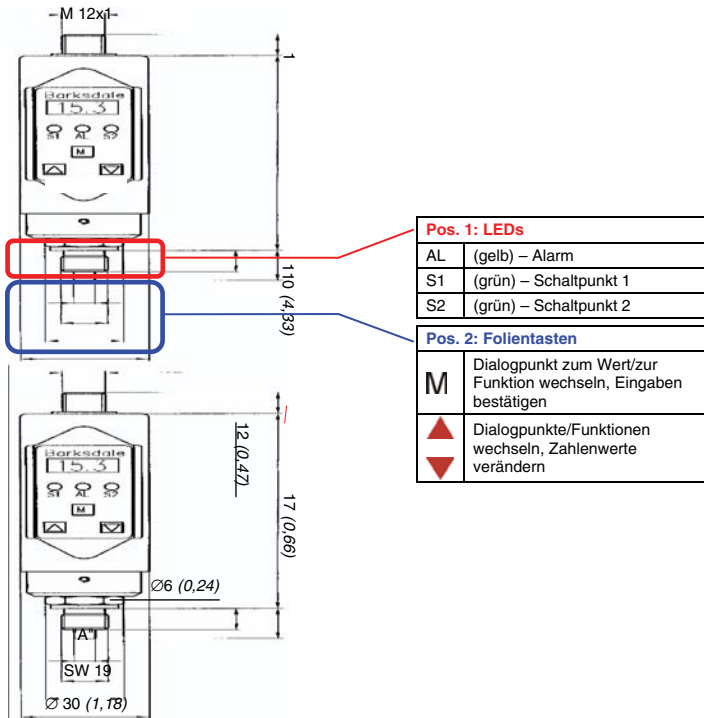 M 12x1
1
Barksdale
15.3
S1 AL S2
M
110 (4,33)
Pos. 1: LEDs
AL (gelb) – Alarm
S1 (grün) – Schaltpunkt 1
S2 (grün) – Schaltpunkt 2
Pos. 2: Folientasten
M Dialogpunkt zum Wert/zur
Funktion wechseln, Eingaben
bestätigen
Dialogpunkte/Funktionen
wechseln, Zahlenwerte
verändern
12 (0,47)
Barksdale
15.3
S1 AL S2
M
17 (0,66)
∅6 (0,24)
"A"
SW 19
∅ 30 (1,18)